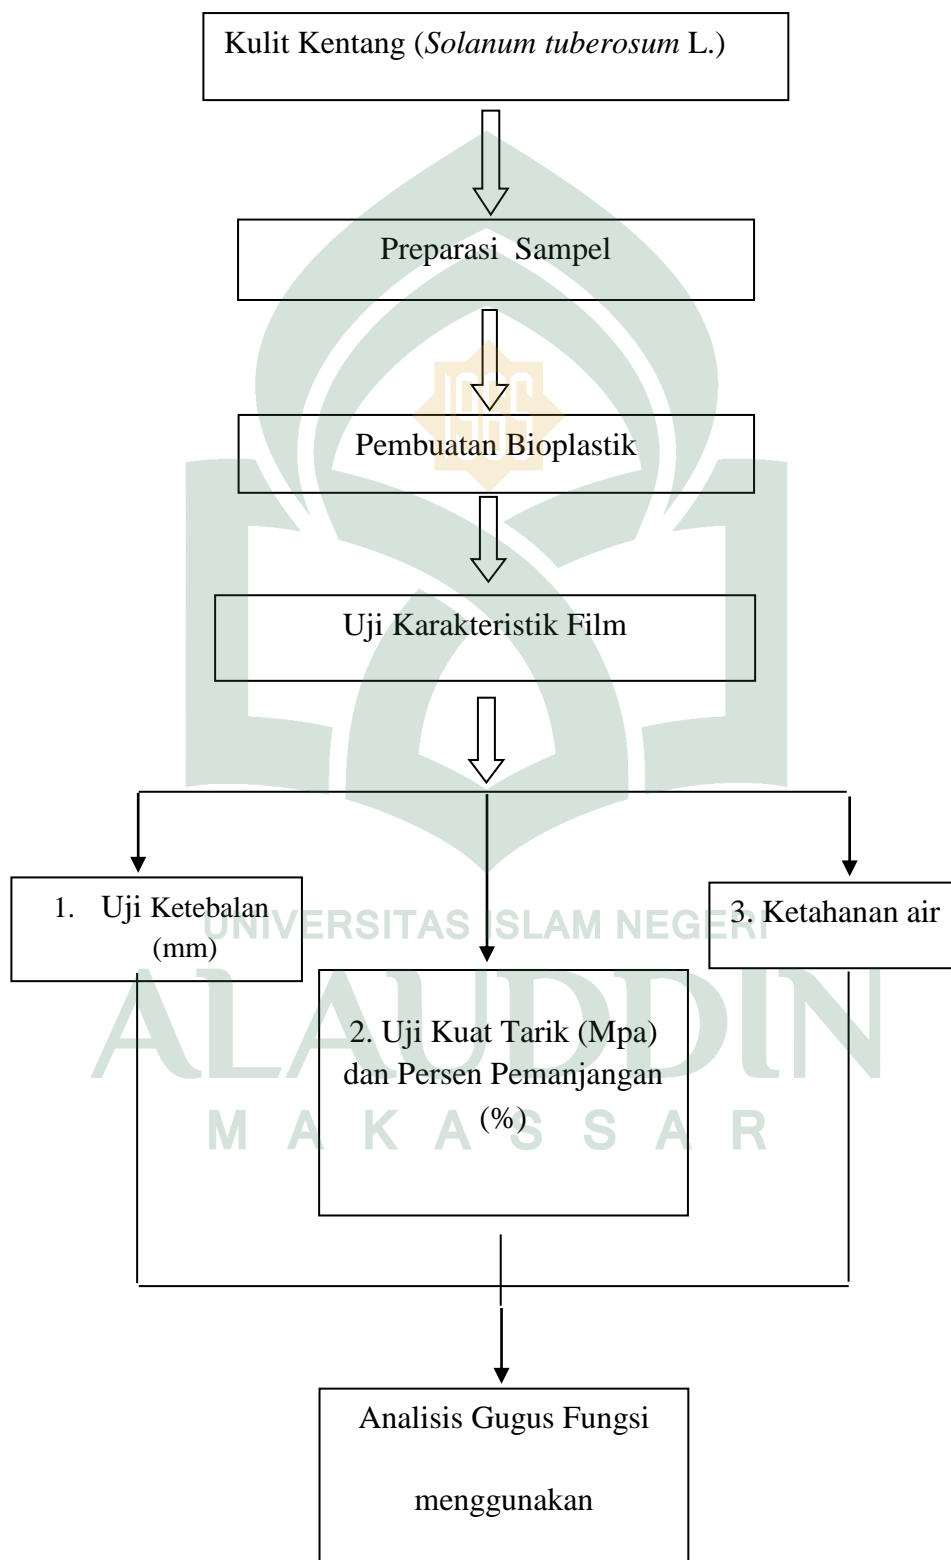 Kulit Kentang (Solanum tuberosum L.)
Preparasi Sampel
Pembuatan Bioplastik
Uji Karakteristik Film
1. Uji Ketebalan
(mm)
3. Ketahanan air
UNIVERSITAS ISLAM NEGERI
ALAUDDIN
2. Uji Kuat Tarik (Mpa)
dan Persen Pemanjangan
(%)
MAKASSAR
Analisis Gugus Fungsi
menggunakan